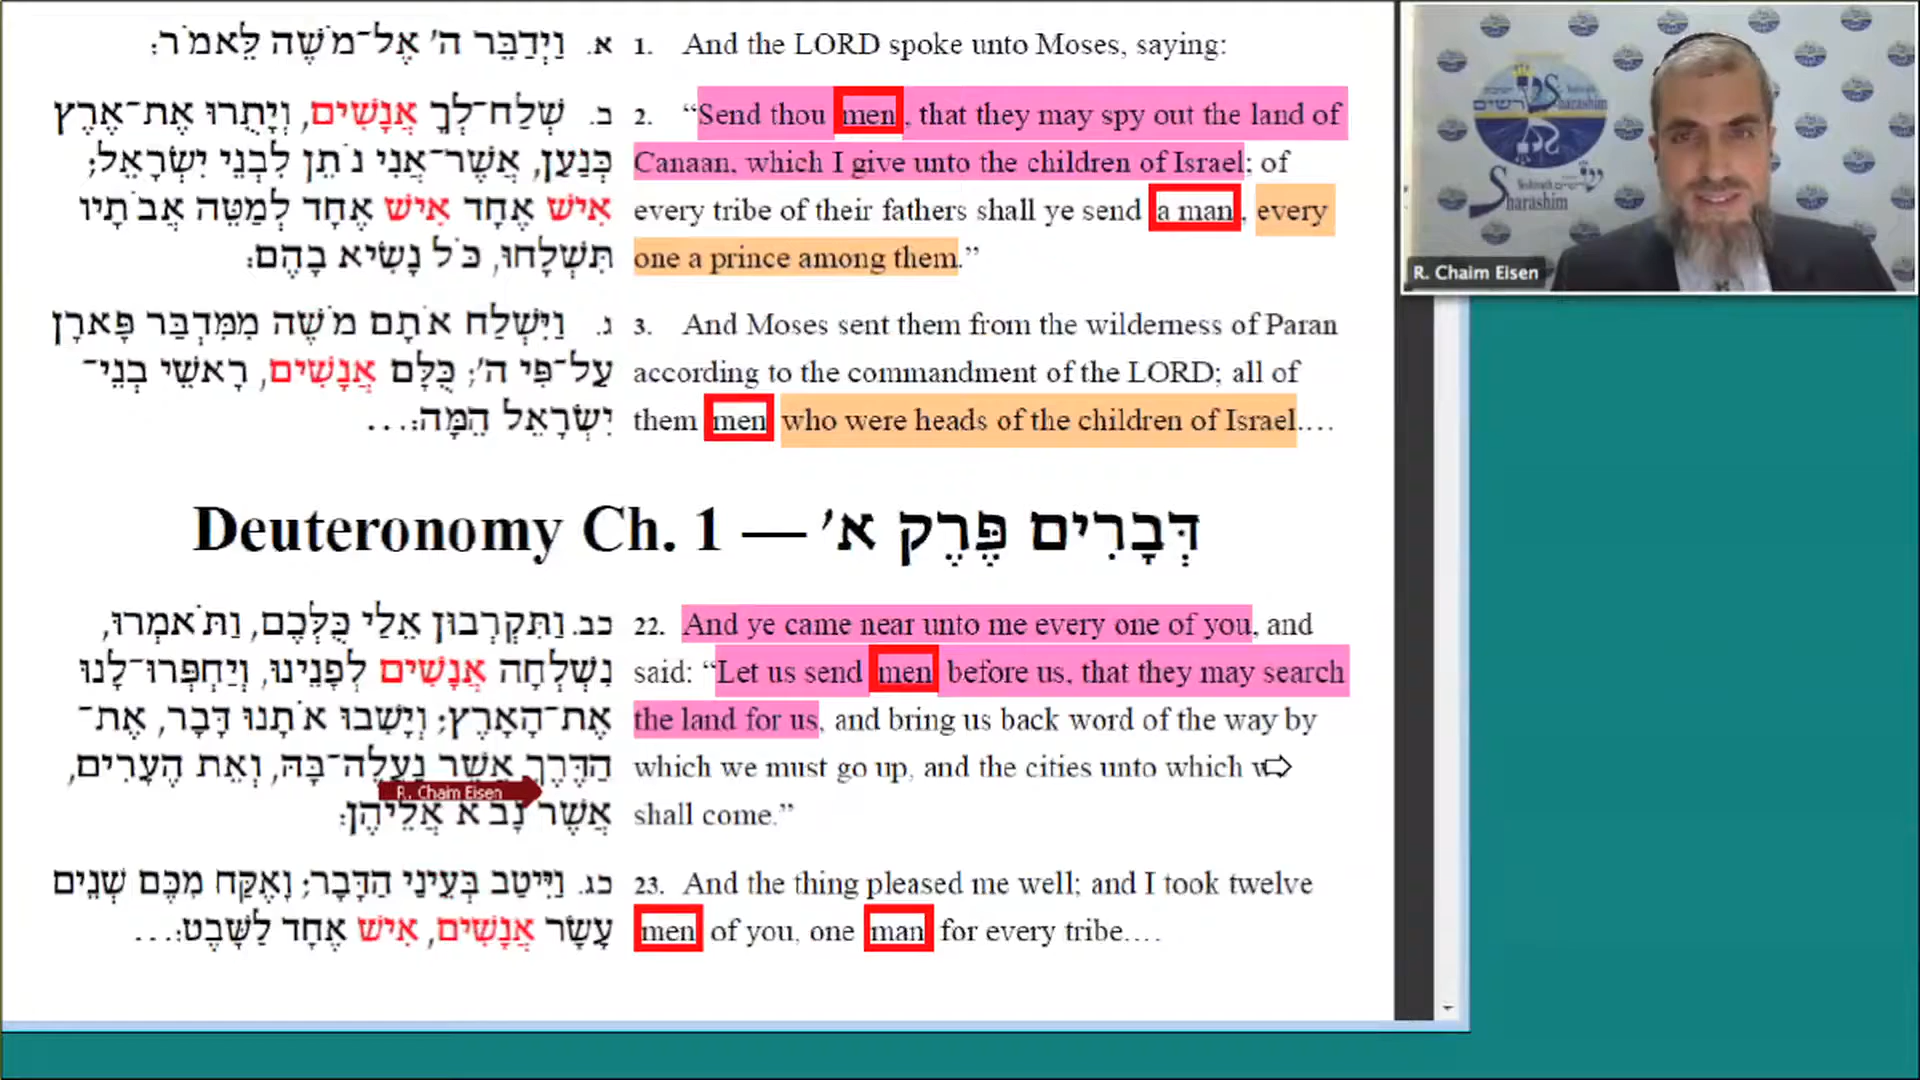 א. וַיְדַבֵּר ה׳ אֶל־מֹשֶׁה לֵּאמֹר:
1. And the LORD spoke unto Moses, saying:
ב. שְׁלַח־לְךָ אֲנָשִׁים, וְיָתֻרוּ אֶת־אֶרֶץ
כְּנַעַן, אֲשֶׁר־אֲנִי נֹתֵן לִבְנֵי יִשְׂרָאֵל;
אִישׁ אֶחָד אִישׁ אֶחָד לְמַטֵּה אֲבֹתָיו
תִּשְׁלָחוּ, כֹּל נָשִׂיא בָהֶם:
2. “Send thou men, that they may spy out the land of
Canaan, which I give unto the children of Israel; of
every tribe of their fathers shall ye send a man, every
one a prince among them.”
ג. וַיִּשְׁלַח אֹתָם מֹשֶׁה מִמִּדְבַּר פָּארָן
עַל־פִּי ה׳; כֻּלָּם אֲנָשִׁים, רָאשֵׁי בְנֵי־
יִשְׂרָאֵל הֵמָּה:...
3. And Moses sent them from the wilderness of Paran
according to the commandment of the LORD; all of
them men who were heads of the children of Israel....
Deuteronomy Ch. 1 — דְּבָרִים פֶּרֶק א׳
כב. וַתִּקְרְבוּן אֵלַי כֻּלְּכֶם, וַתֹּאמְרוּ,
נִשְׁלְחָה אֲנָשִׁים לְפָנֵינוּ, וְיַחְפְּרוּ־לָנוּ
אֶת־הָאָרֶץ; וְיָשִׁבוּ אֹתָנוּ דָּבָר, אֶת־
הַדֶּרֶךְ אֲשֶׁר נַעֲלֶה־בָּהּ, וְאֵת הֶעָרִים,
R. Chaim Eisen
אֲשֶׁר נָבֹא אֲלֵיהֶן:
22. And ye came near unto me every one of you, and
said: “Let us send men before us, that they may search
the land for us, and bring us back word of the way by
which we must go up, and the cities unto which
shall come.”
כג. וַיִּיטַב בְּעֵינַי הַדָּבָר; וָאֶקַּח מִכֶּם שְׁנֵים
עָשָׂר אֲנָשִׁים, אִישׁ אֶחָד לַשָּׁבֶט:...
23. And the thing pleased me well; and I took twelve
men of you, one man for every tribe....
R. Chaim Eisen